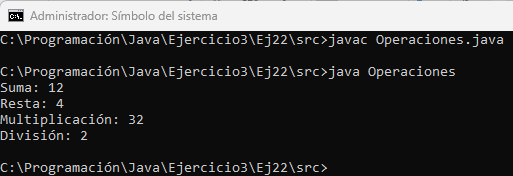 Administrador: Símbolo del sistema
C:\Programación\Java\Ejercicio3\Ej22\src>javac Operaciones.java
C:\Programación\Java\Ejercicio3\Ej22\src>java Operaciones
Suma: 12
Resta: 4
Multiplicación: 32
División: 2
C:\Programación\Java\Ejercicio3\Ej22\src>